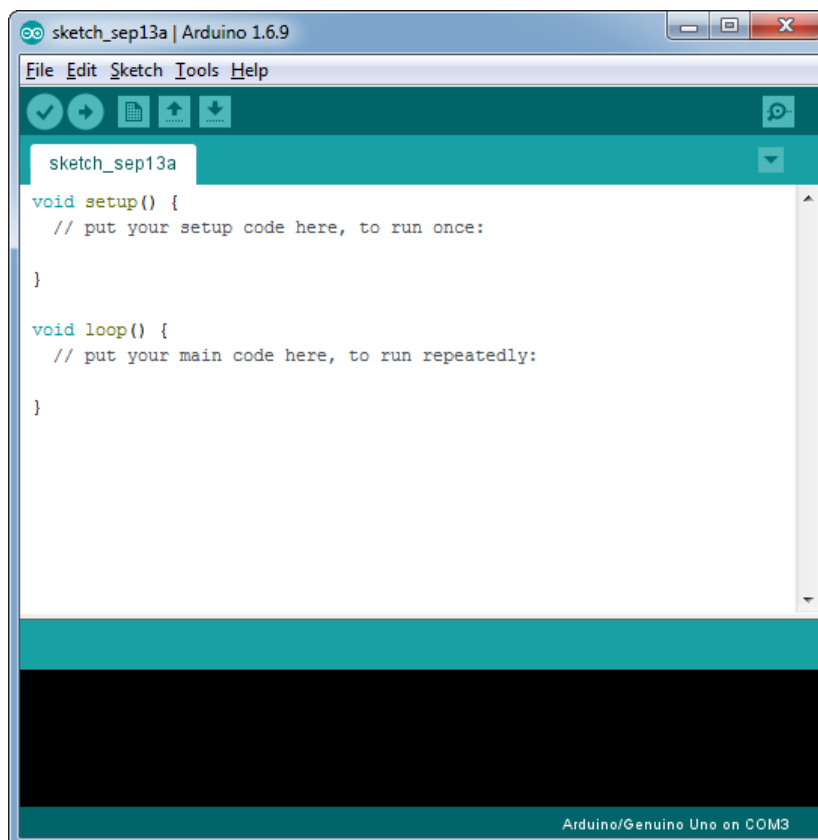 sketch_sep13a | Arduino 1.6.9
File Edit Sketch Tools Help
sketch_sep13a
void setup() {
  // put your setup code here, to run once:
}
void loop() {
  // put your main code here, to run repeatedly:
}
Arduino/Genuino Uno on COM3